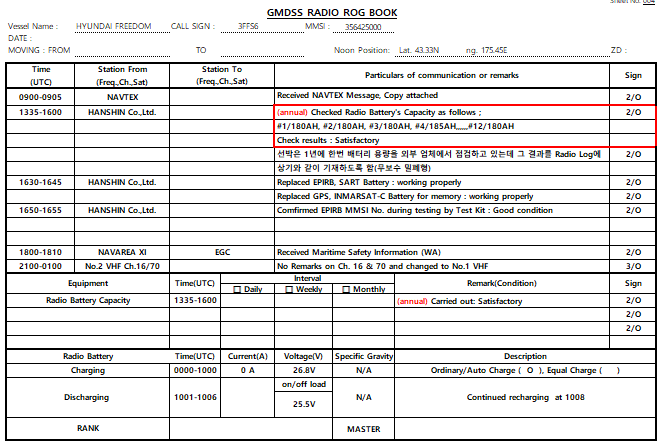 Sheet No. 004
GMDSS RADIO ROG BOOK
Vessel Name : HYUNDAI FREEDOM CALL SIGN : 3FFS6 MMSI : 356425000
DATE :
MOVING : FROM TO Noon Position: Lat. 43.33N ng. 175.45E ZD :
Time (UTC) Station From (Freq.,Ch.,Sat) Station To (Freq.,Ch.,Sat) Particulars of communication or remarks Sign
0900-0905 NAVTEX Received NAVTEX Message, Copy attached 2/O
1335-1600 HANSHIN Co.,Ltd. (annual) Checked Radio Battery's Capacity as follows ; 2/O
#1/180AH, #2/180AH, #3/180AH, #4/185AH,,,,,,,#12/180AH
Check results : Satisfactory
선박은 1년에 한번 배터리 용량을 외부 업체에서 점검하고 있는데 그 결과를 Radio Log에 2/O
상기와 같이 기재하도록 함(무보수 밀폐형)
1630-1645 HANSHIN Co.,Ltd. Replaced EPIRB, SART Battery : working properly 2/O
Replaced GPS, INMARSAT-C Battery for memory : working properly 2/O
1650-1655 HANSHIN Co.,Ltd. Comfirmed EPIRB MMSI No. during testing by Test Kit : Good condition 2/O
1800-1810 NAVAREA XI EGC Received Maritime Safety Information (WA) 2/O
2100-0100 No.2 VHF Ch.16/70 No Remarks on Ch. 16 & 70 and changed to No.1 VHF 3/O
Equipment Time(UTC) Interval Remark(Condition) Sign
Daily Weekly Monthly
Radio Battery Capacity 1335-1600 (annual) Carried out: Satisfactory 2/O
2/O
2/O
Radio Battery Time(UTC) Current(A) Voltage(V) Specific Gravity Description
Charging 0000-1000 0 A 26.8V N/A Ordinary/Auto Charge ( O ), Equal Charge ( )
Discharging 1001-1006 on/off load N/A Continued recharging at 1008
25.5V
RANK MASTER